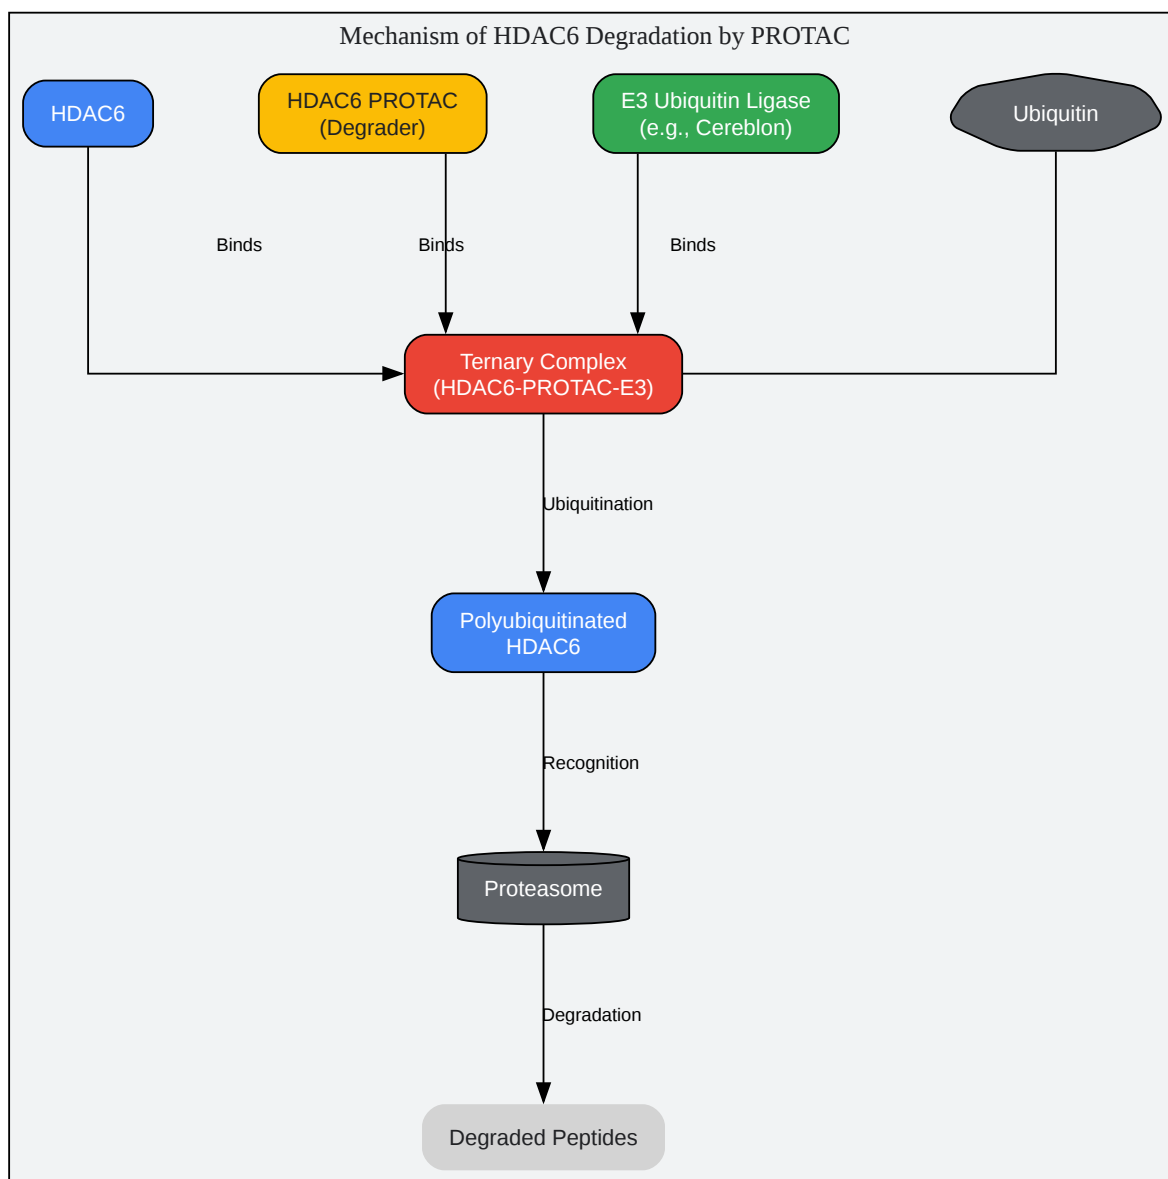 Mechanism of HDAC6 Degradation by PROTAC
HDAC6
HDAC6 PROTAC
(Degrader)
E3 Ubiquitin Ligase
(e.g., Cereblon)
Ubiquitin
Binds
Binds
Binds
Ternary Complex
(HDAC6-PROTAC-E3)
Ubiquitination
Polyubiquitinated
HDAC6
Recognition
Proteasome
Degradation
Degraded Peptides